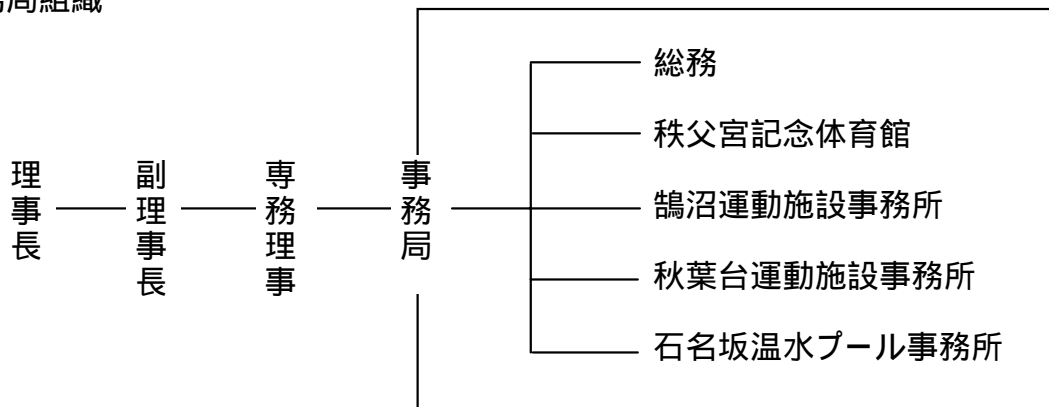 局組織
理事長
副理事長
専務理事
事務局
総務
秩父宮記念体育館
鵠沼運動施設事務所
秋葉台運動施設事務所
石名坂温水プール事務所